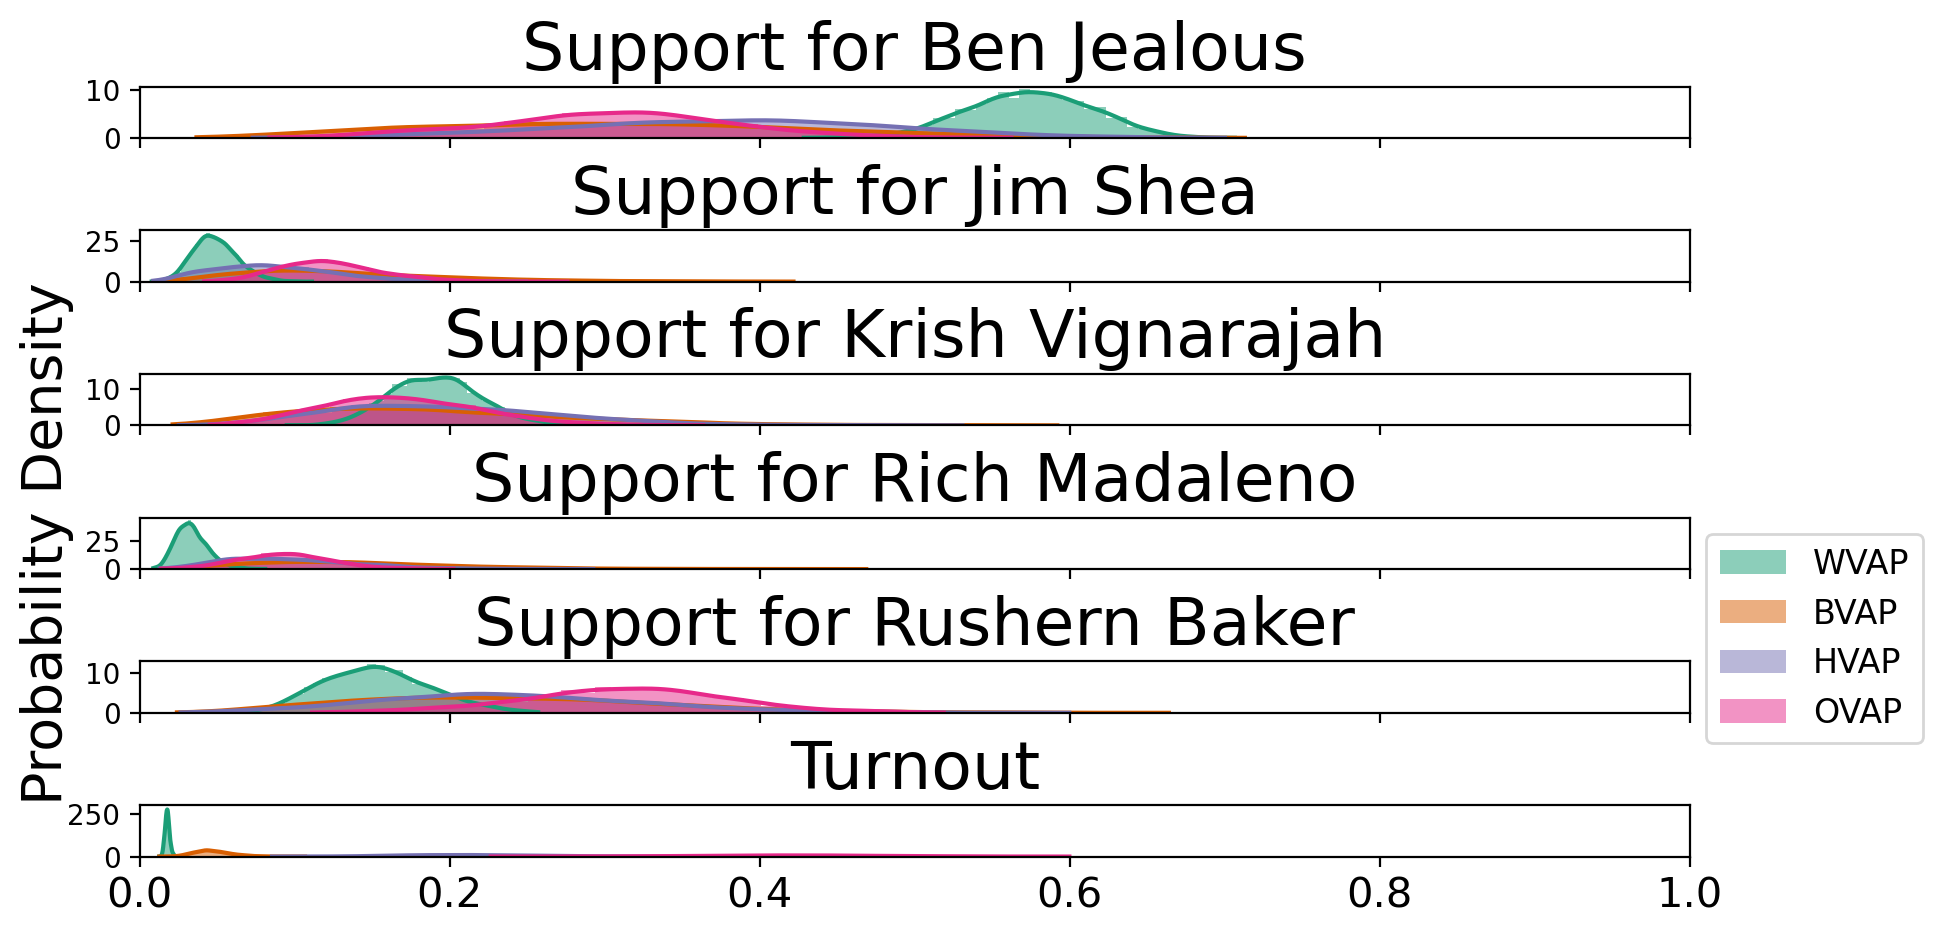 Support for Ben Jealous
10
0
Support for Jim Shea
25
0
Support for Krish Vignarajah
10
0
Support for Rich Madaleno
25
0
Support for Rushern Baker
10
0
Turnout
250
0
0.0 0.2 0.4 0.6 0.8 1.0
Probability Density
WVAP
BVAP
HVAP
OVAP